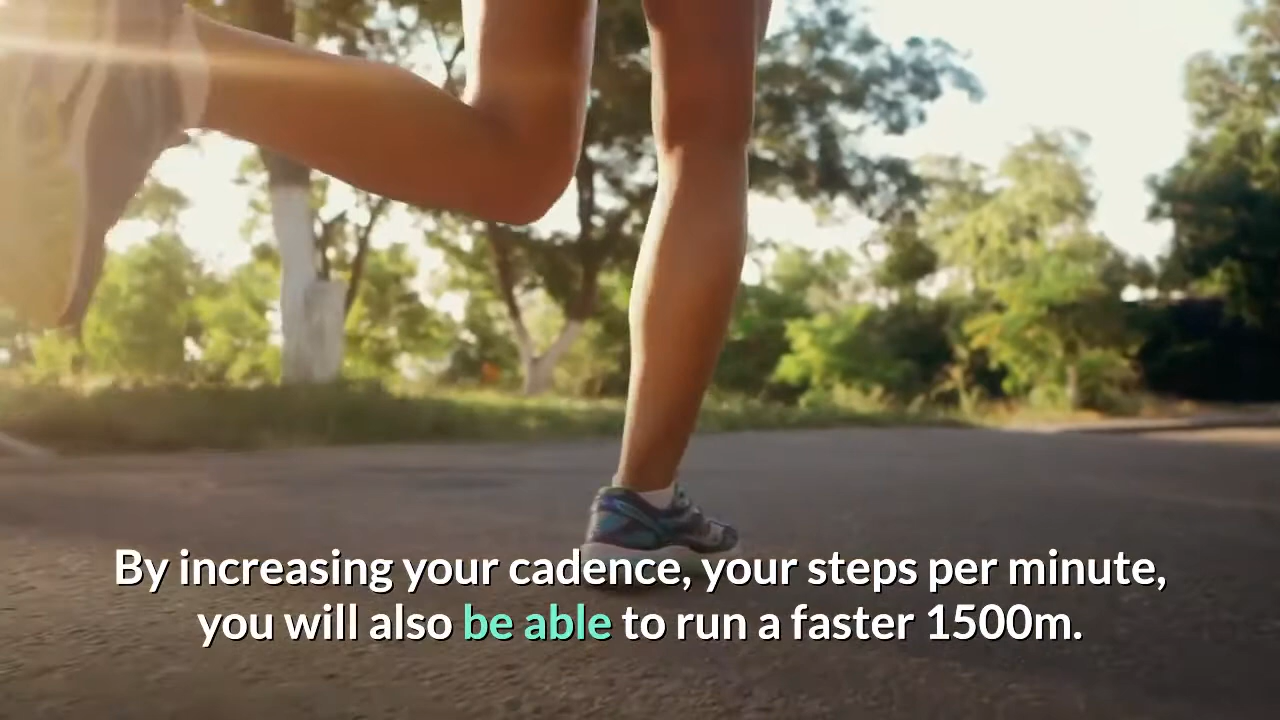 By increasing your cadence, your steps per minute,
you will also be able to run a faster 1500m.